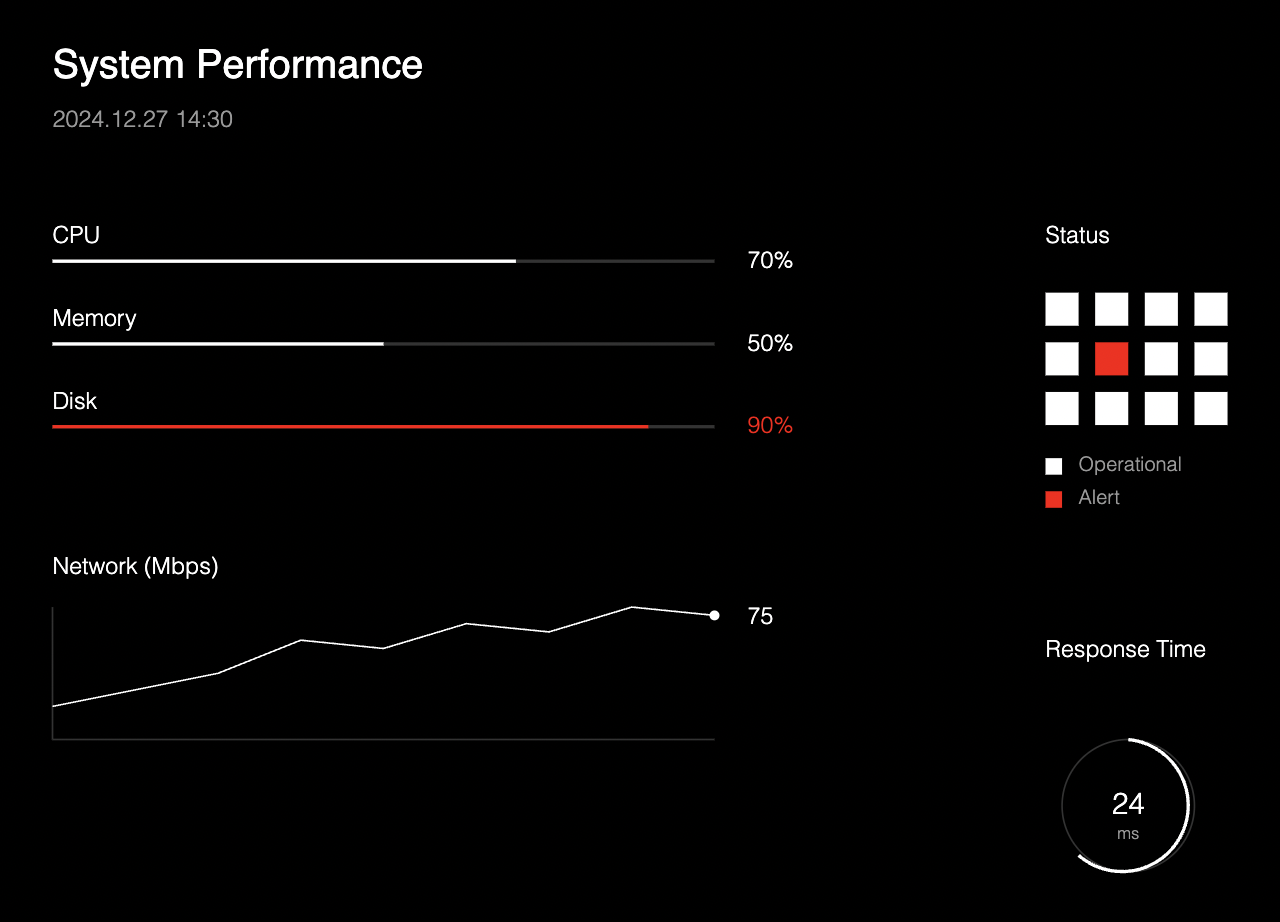 System Performance
2024.12.27 14:30
CPU
70%
Memory
50%
Disk
90%
Network (Mbps)
75
Status
Operational
Alert
Response Time
24
ms